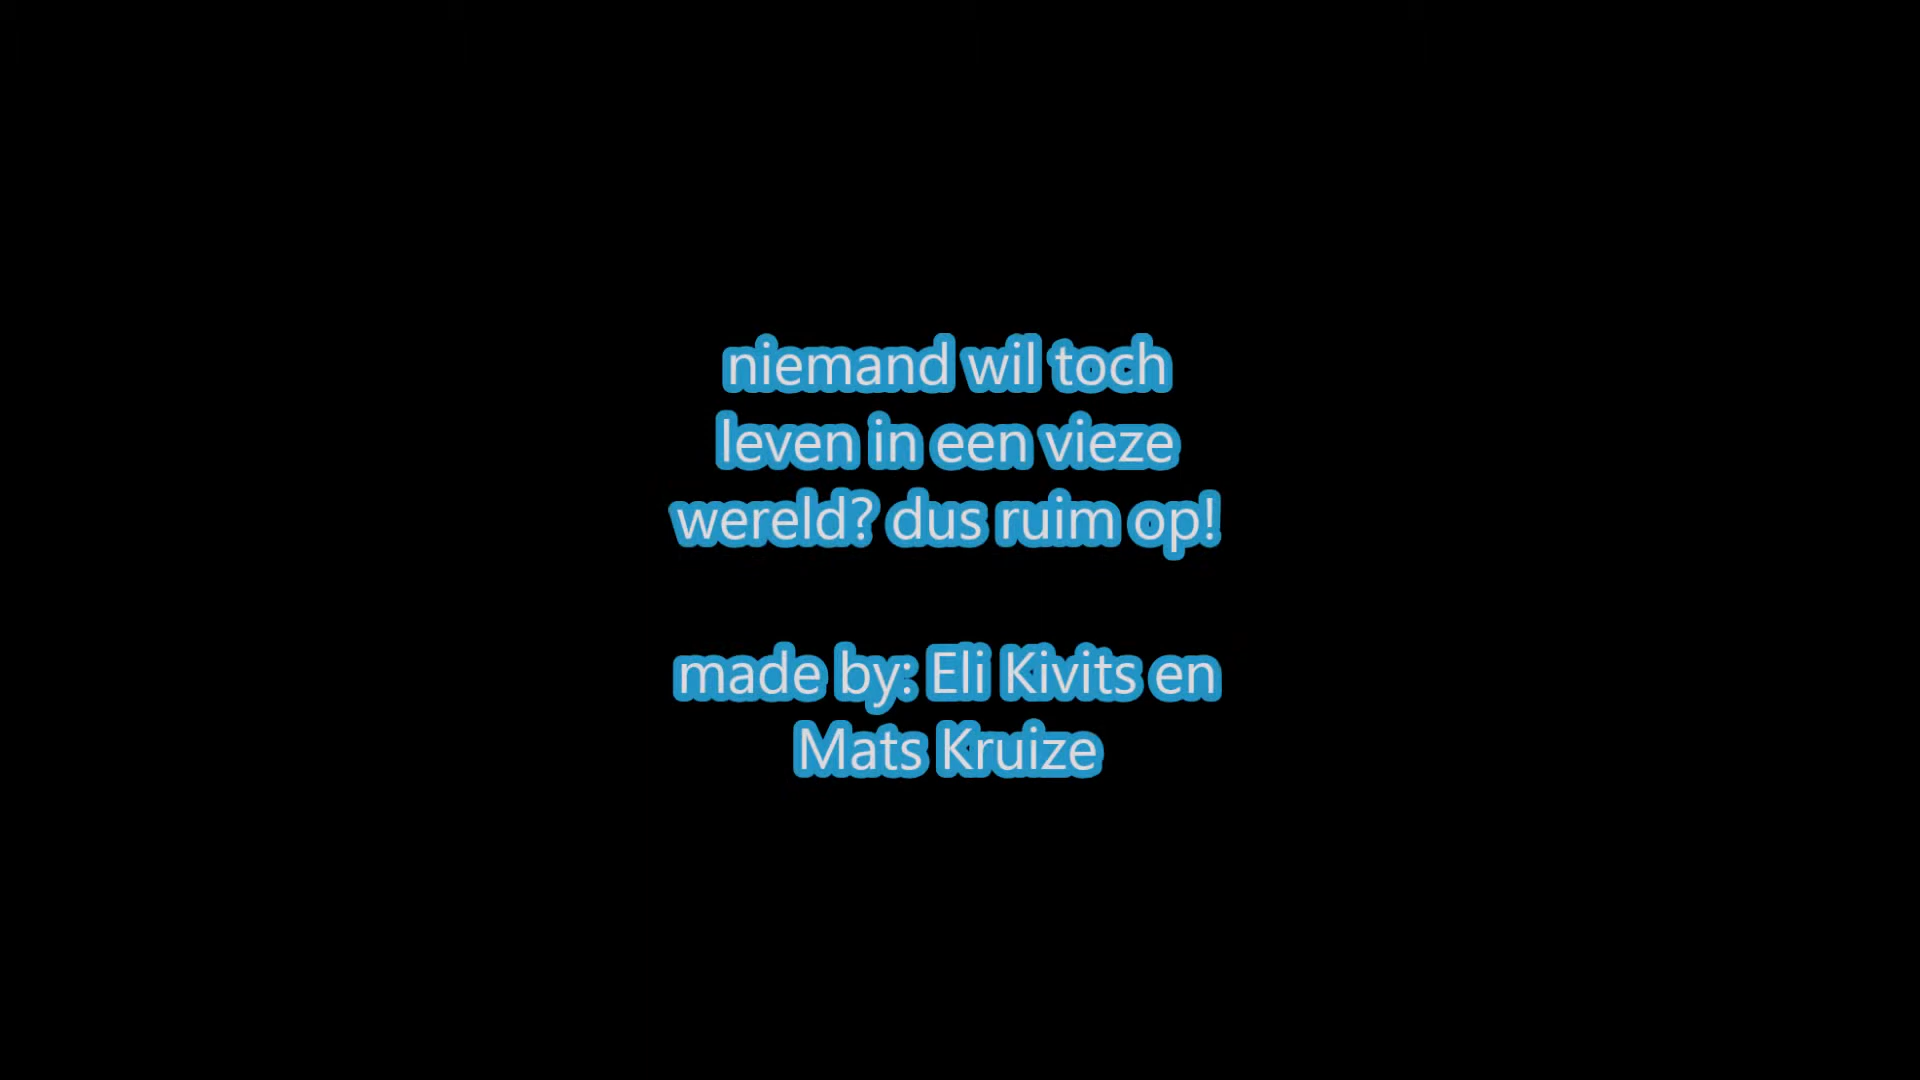 niemand wil toch
leven in een vieze
wereld? dus ruim op!
made by: Eli Kivits en
Mats Kruize